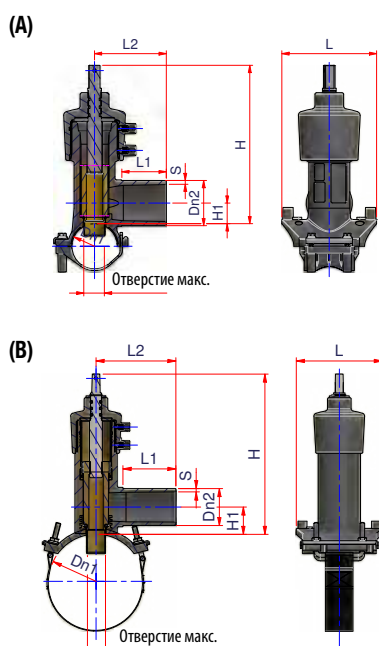 (A)
L2
L
L1
S
H
Dn2
H1
Отверстие макс.
(B)
L2
L
L1
S
H
Dn2
H1
Dn1
Отверстие макс.